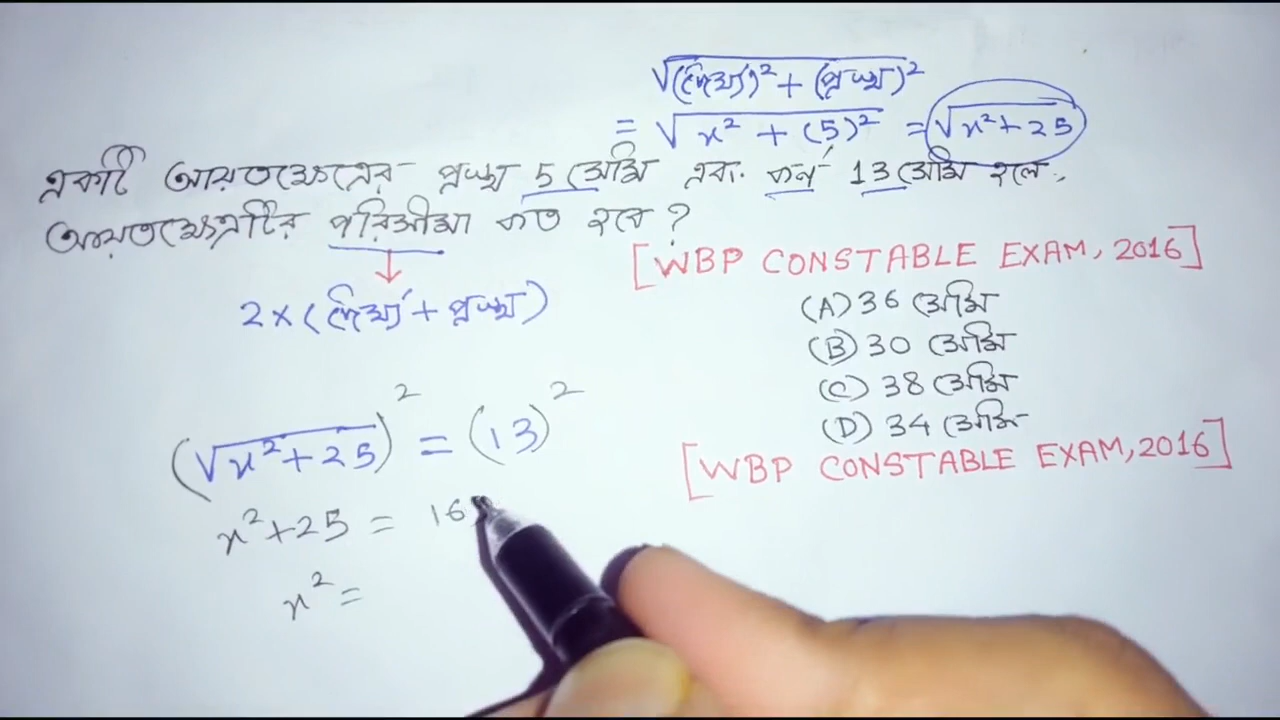 √(দৈর্ঘ্য)² + (প্রস্থ)²
= √x² + (5)² = √x² + 25
একটি আয়তক্ষেত্রের প্রস্থ 5 সেমি এবং কর্ণ 13 সেমি হলে,
আয়তক্ষেত্রটির পরিসীমা কত হবে ?
[WBP CONSTABLE EXAM, 2016]
2 × (দৈর্ঘ্য + প্রস্থ)
(A) 36 সেমি
(B) 30 সেমি
(C) 38 সেমি
(D) 34 সেমি
[WBP CONSTABLE EXAM, 2016]
(√x² + 25)² = (13)²
x² + 25 = 16
x² =